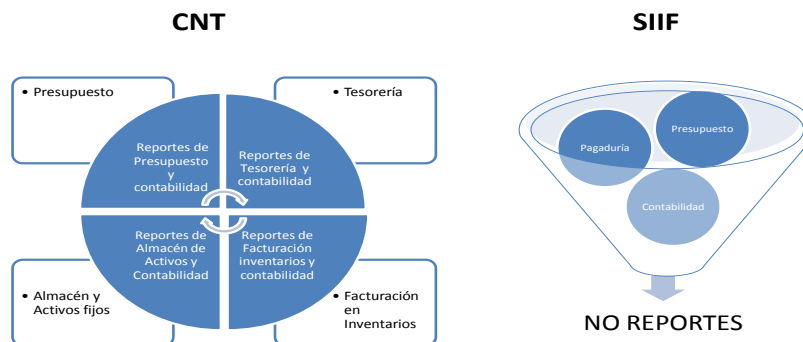 CNT
• Presupuesto
• Tesorería
Reportes de
Presupuesto
y
contabilidad
Reportes de
Tesorería y
contabilidad
Reportes de
Almacén de
Activos y
Contabilidad
Reportes de
Facturación
inventarios y
contabilidad
• Almacén y
Activos fijos
• Facturación
en
Inventarios
SIIF
Pagaduría
Presupuesto
Contabilidad
NO REPORTES